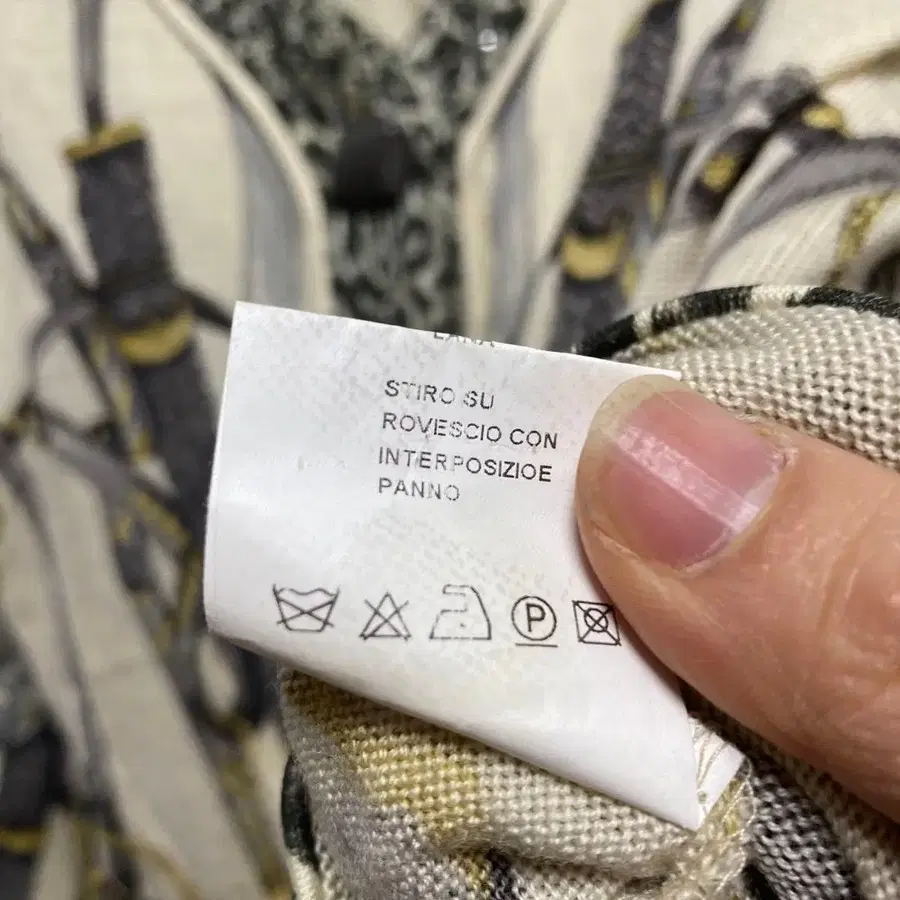 STIRO SU
ROVESCIO CON
INTERPOSIZIOE
PANNO
P